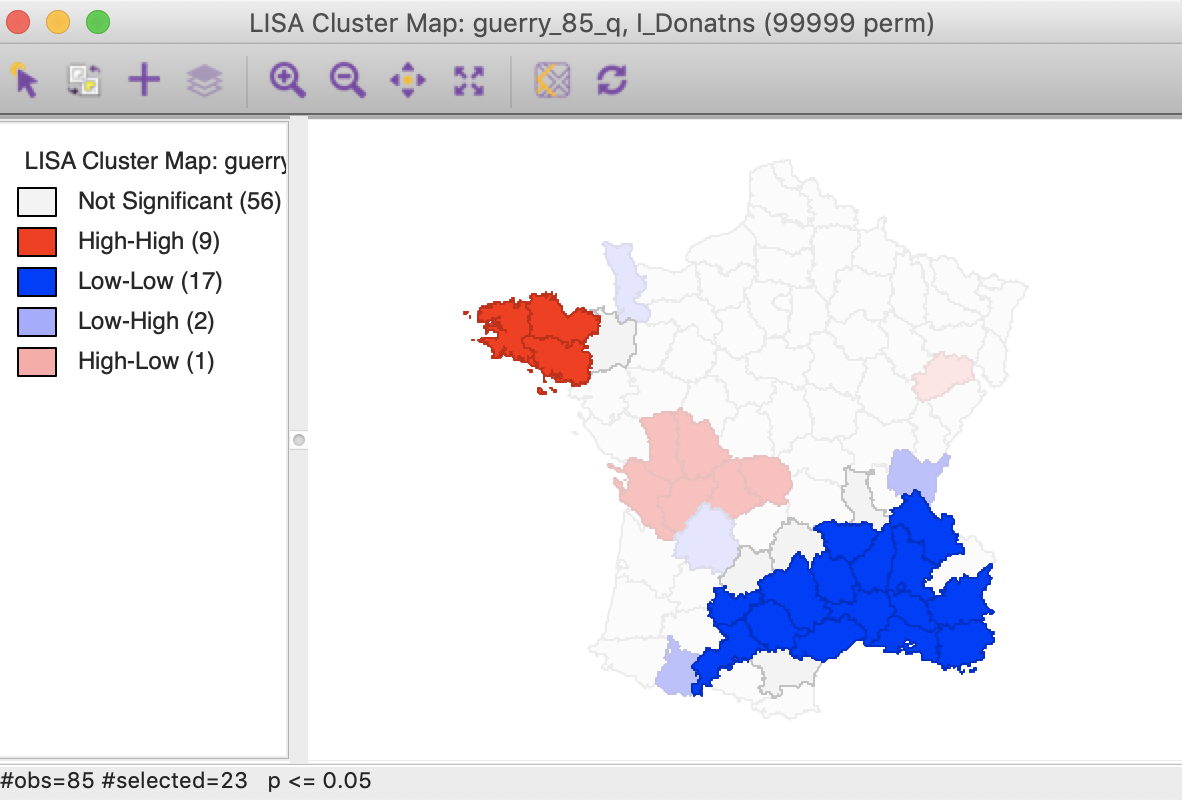 LISA Cluster Map: guerry_85_q, I_Donatns (99999 perm)
LISA Cluster Map: guerry
Not Significant (56)
High-High (9)
Low-Low (17)
Low-High (2)
High-Low (1)
#obs=85 #selected=23 p <= 0.05